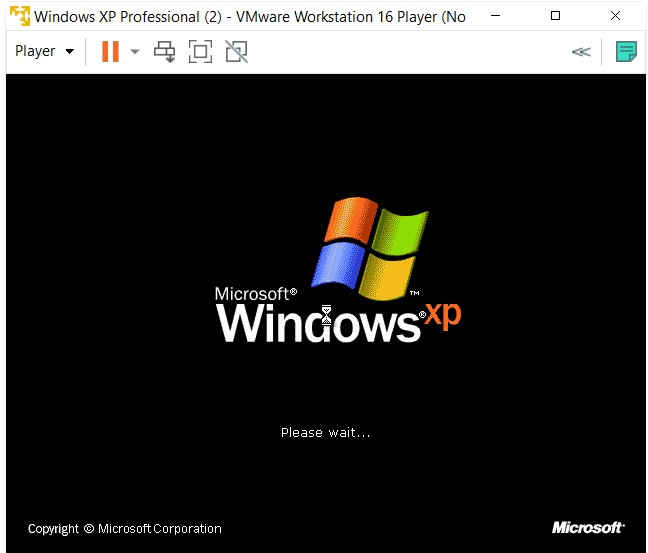 Windows XP Professional (2) - VMware Workstation 16 Player (No
Player
Microsoft®
Windows® xp ™
Please wait...
Copyright © Microsoft Corporation
Microsoft®